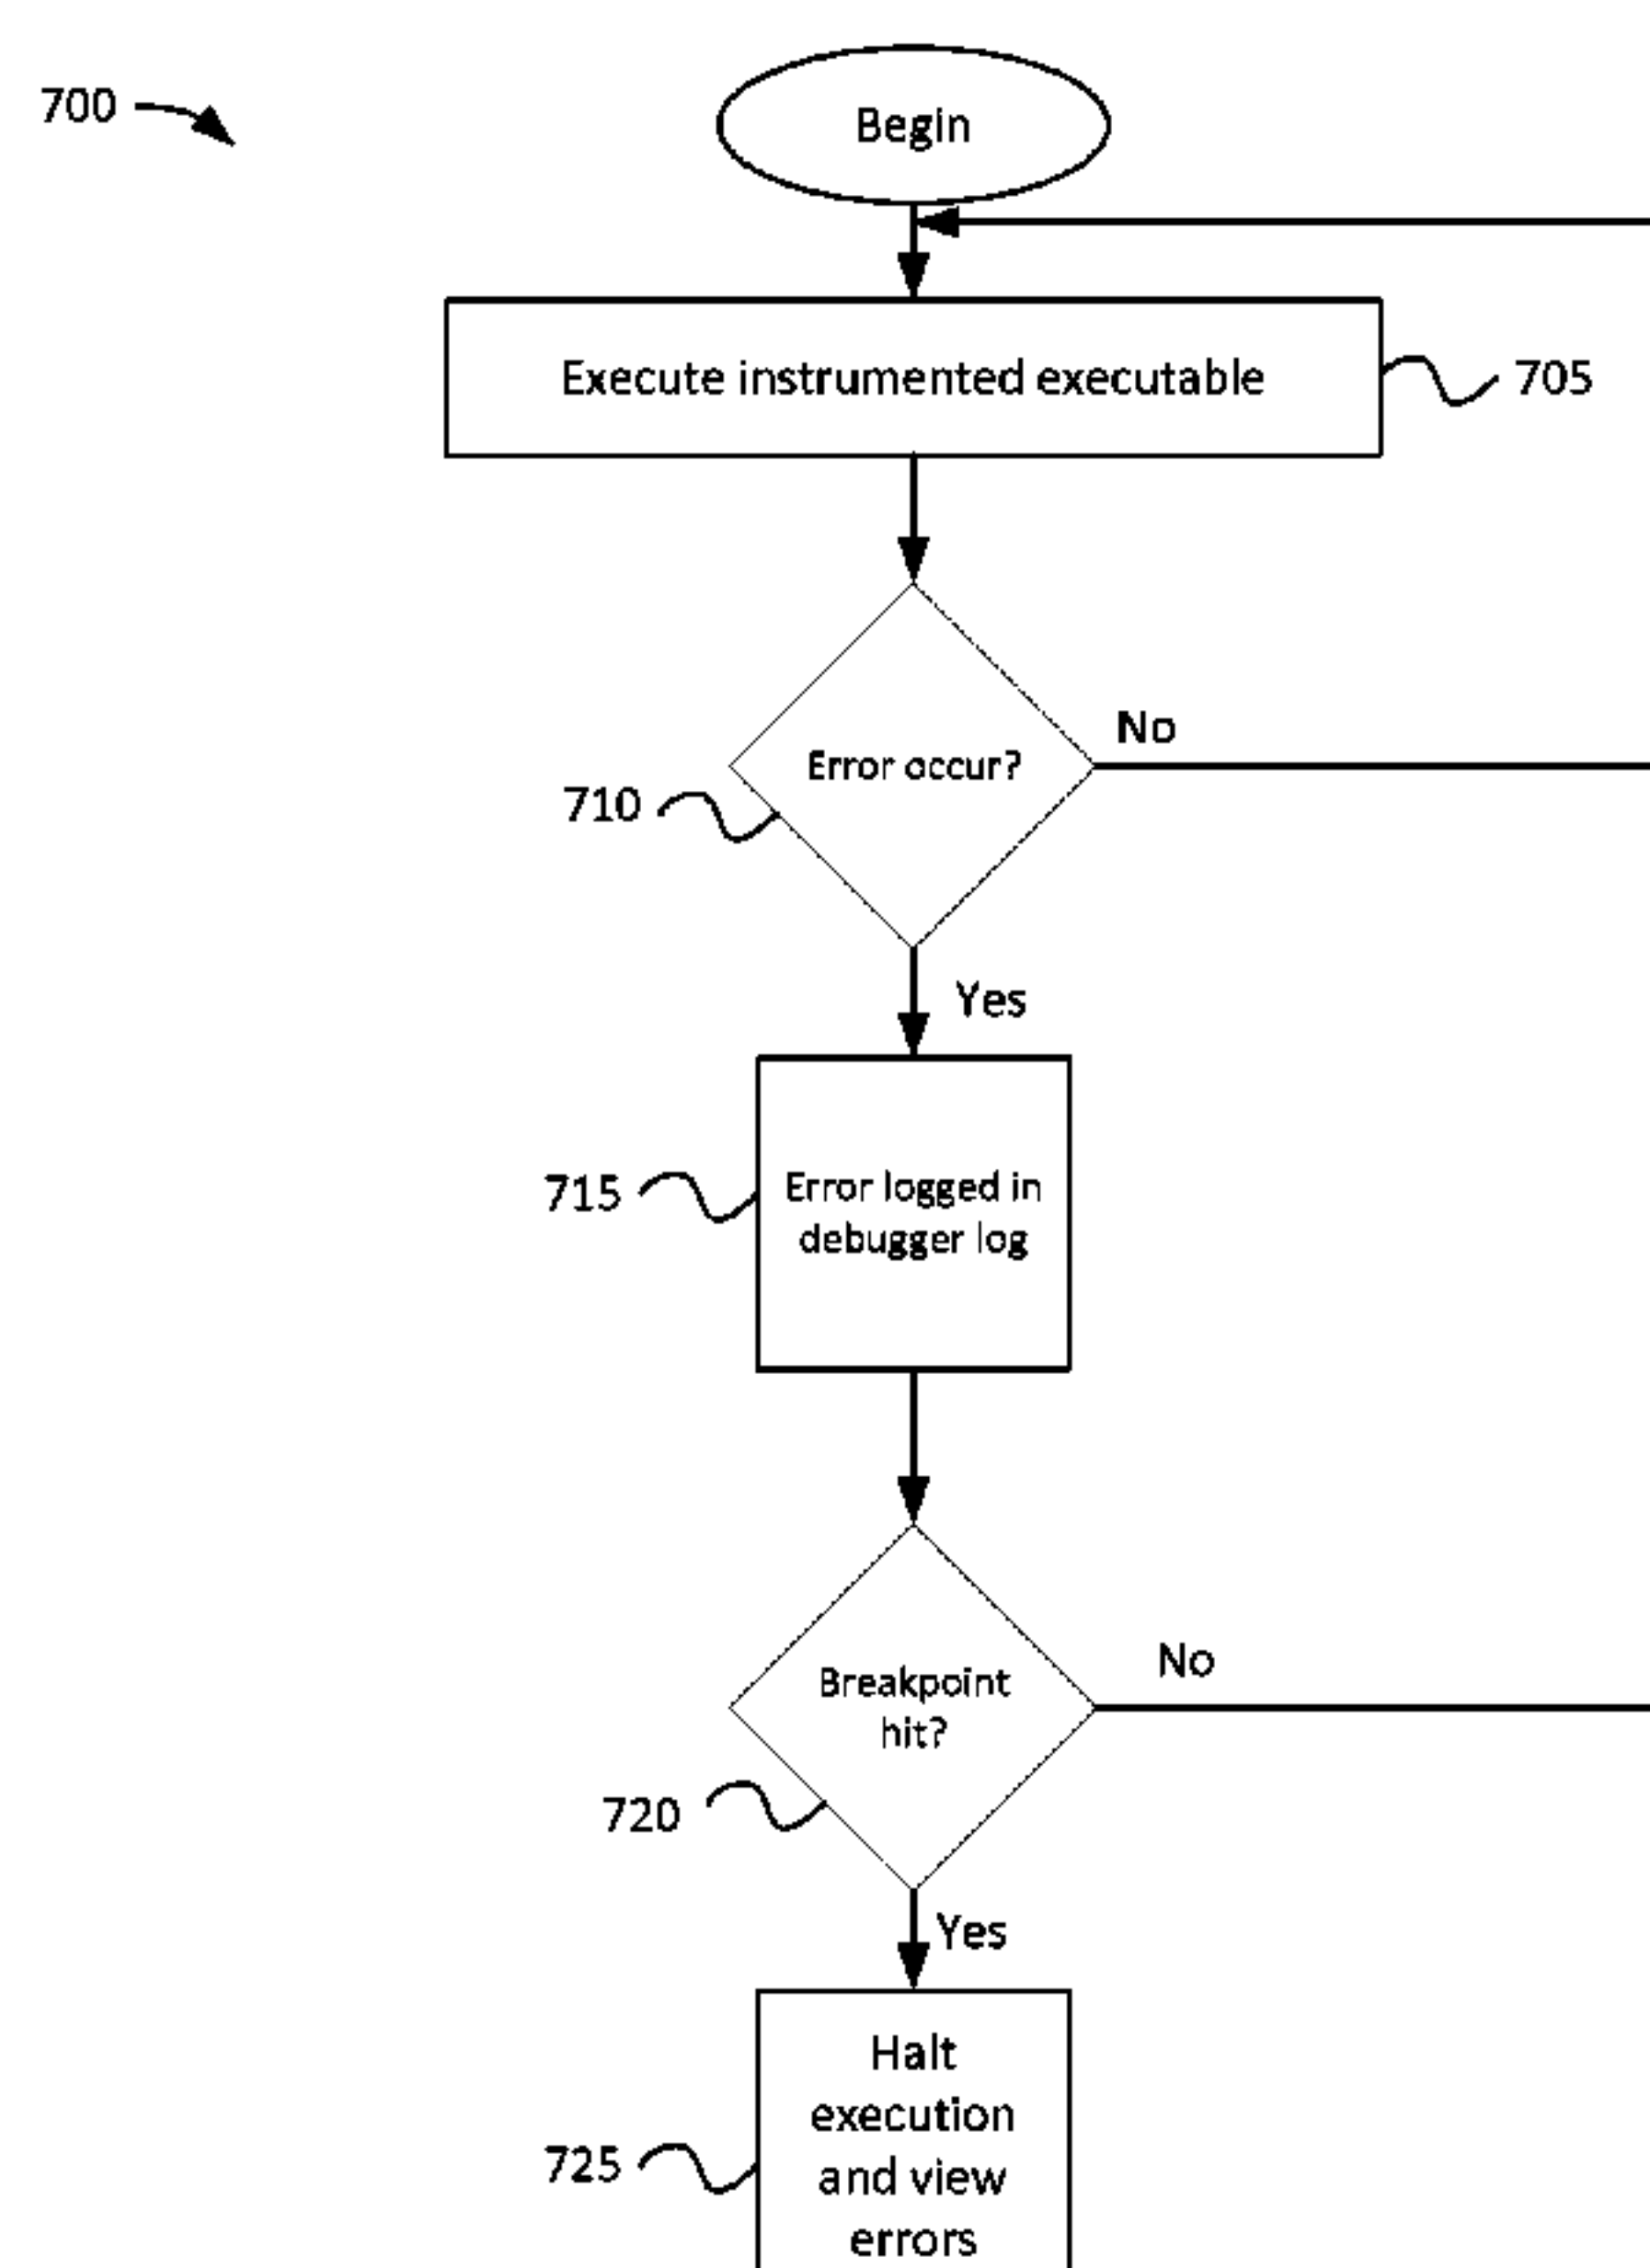 700
Begin
Execute instrumented executable
705
Error occur?
No
710
Yes
715
Error logged in
debugger log
Breakpoint
hit?
No
720
Yes
725
Halt
execution
and view
errors